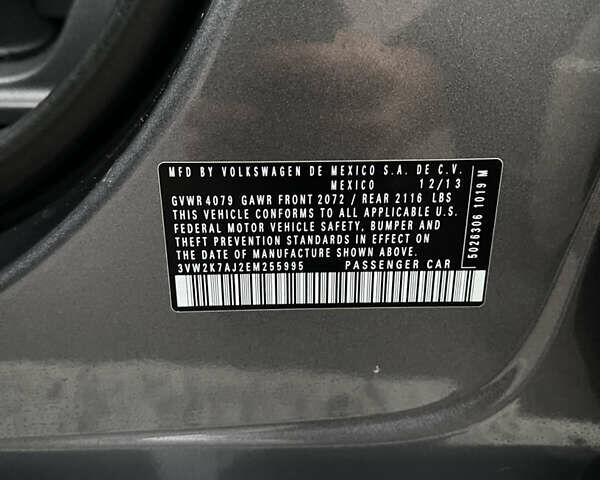 MFD BY VOLKSWAGEN DE MEXICO S.A. DE C.V.
MEXICO 12/13
GVWR 4079 GAWR FRONT 2072 / REAR 2116 LBS
THIS VEHICLE CONFORMS TO ALL APPLICABLE U.S.
FEDERAL MOTOR VEHICLE SAFETY, BUMPER AND
THEFT PREVENTION STANDARDS IN EFFECT ON
THE DATE OF MANUFACTURE SHOWN ABOVE.
3VW2K7AJ2EM255995 PASSENGER CAR
5026306 1019 M